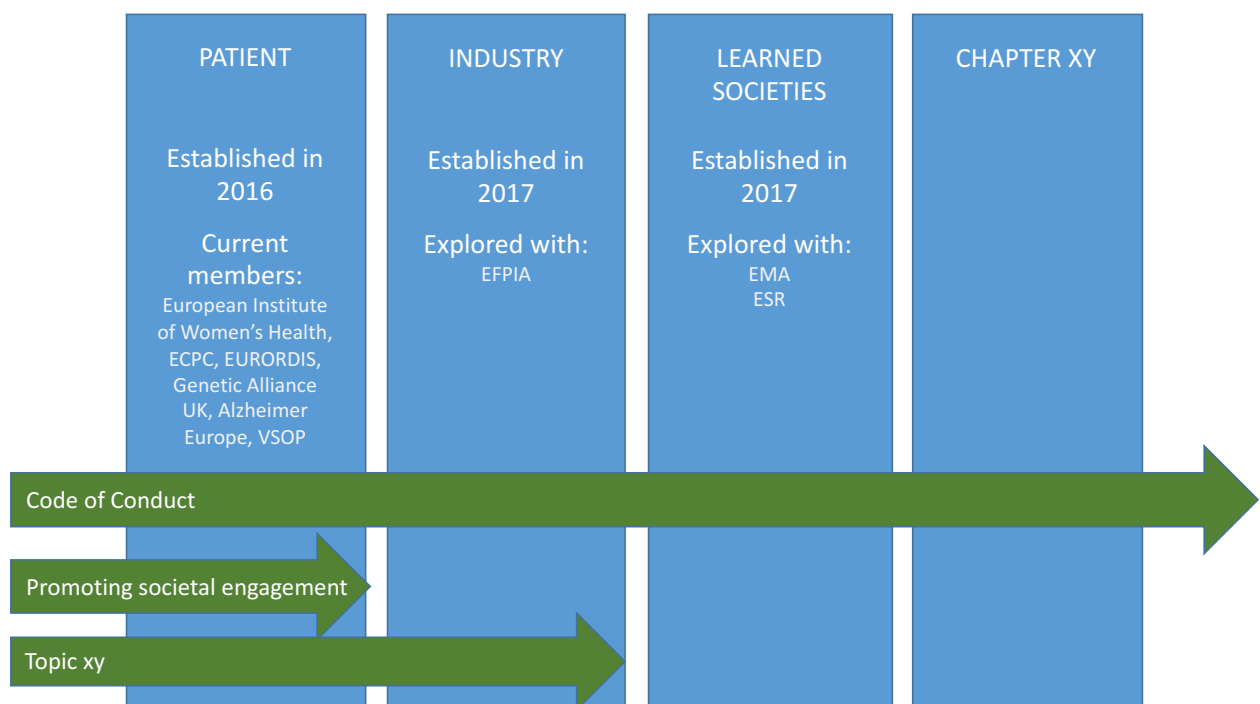 PATIENT
Established in
2016
Current
members:
European Institute
of Women’s Health,
ECPC, EURORDIS,
Genetic Alliance
UK, Alzheimer
Europe, VSOP
INDUSTRY
Established in
2017
Explored with:
EFPIA
LEARNED
SOCIETIES
Established in
2017
Explored with:
EMA
ESR
CHAPTER XY
Code of Conduct
Promoting societal engagement
Topic xy